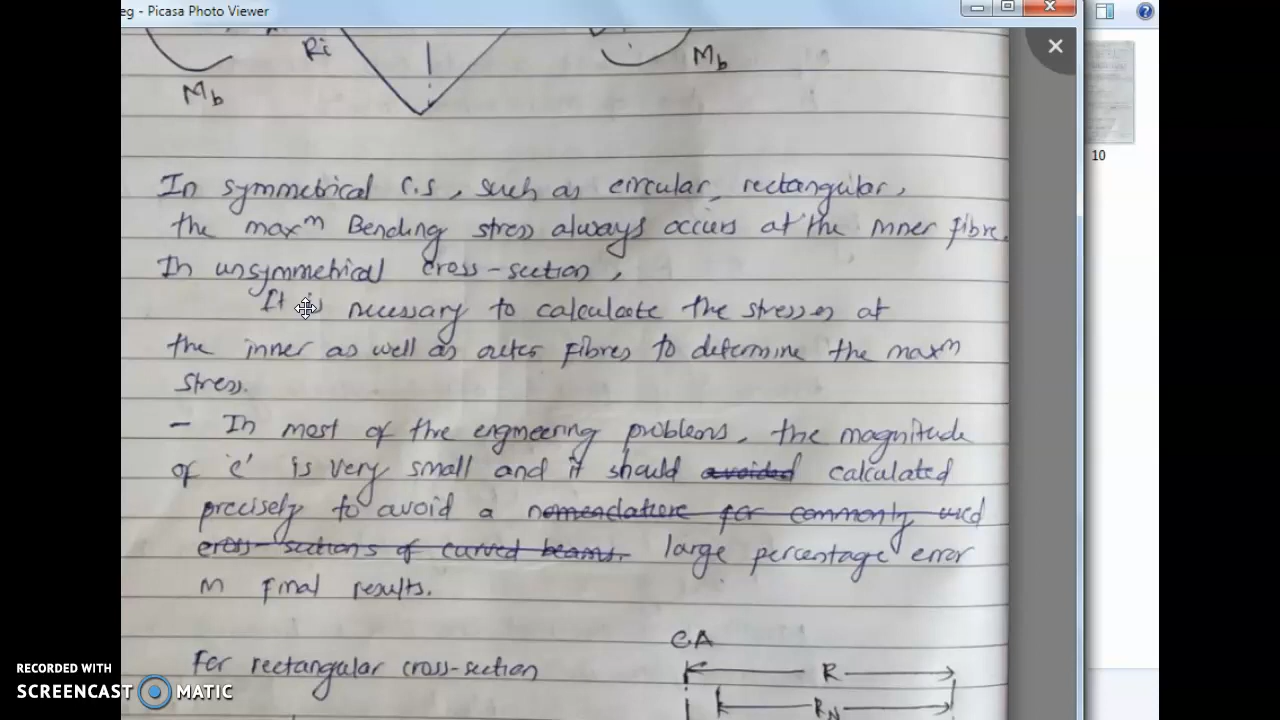 eg - Picasa Photo Viewer
Ri
Mb
Mb
10
In symmetrical C.S, such as circular, rectangular,
the maxᵐ Bending stress always occurs at the inner fibre.
In unsymmetrical cross-section,
It is necessary to calculate the stresses at
the inner as well as outer fibres to determine the maxᵐ
stress.
- In most of the engineering problems, the magnitude
of 'e' is very small and it should avoided calculated
precisely to avoid a nomenclature for commonly used
cross-sections of curved beams. large percentage error
in final results.
CA
For rectangular cross-section
R
RN
RECORDED WITH
SCREENCAST MATIC